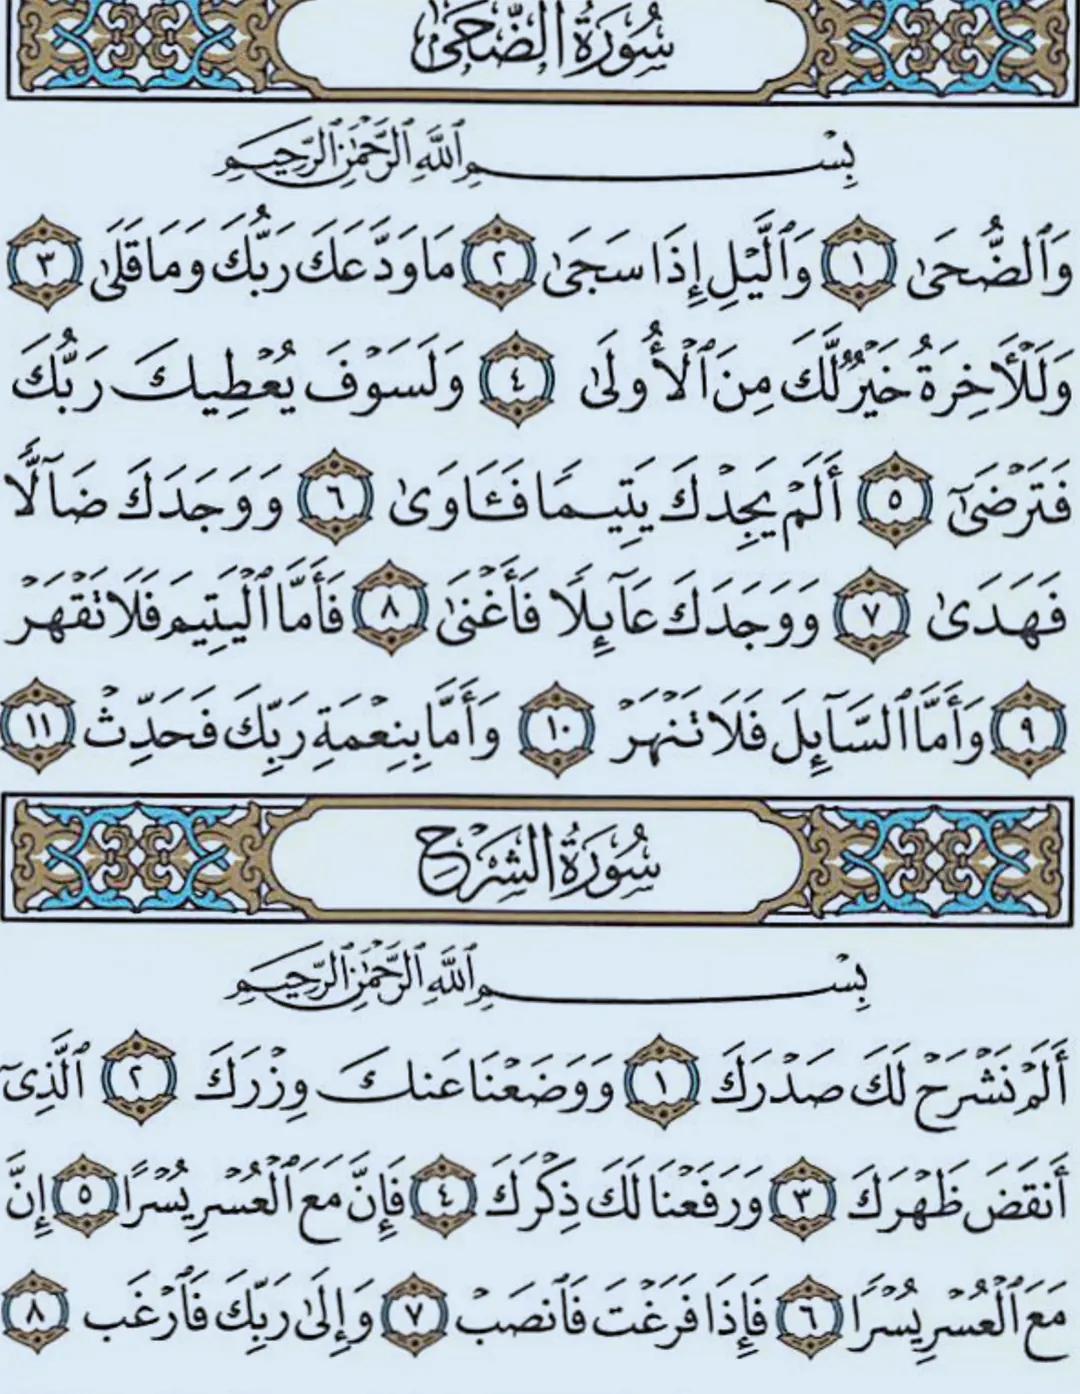 سُورَةُ الضُّحَىٰ
بِسْمِ ٱللَّهِ ٱلرَّحْمَٰنِ ٱلرَّحِيمِ
وَٱلضُّحَىٰ ١ وَٱلَّيْلِ إِذَا سَجَىٰ ٢ مَا وَدَّعَكَ رَبُّكَ وَمَا قَلَىٰ ٣
وَلَلْأَخِرَةُ خَيْرٌ لَّكَ مِنَ ٱلْأُولَىٰ ٤ وَلَسَوْفَ يُعْطِيكَ رَبُّكَ
فَتَرْضَىٰٓ ٥ أَلَمْ يَجِدْكَ يَتِيمًا فَـَٔاوَىٰ ٦ وَوَجَدَكَ ضَآلًّا
فَهَدَىٰ ٧ وَوَجَدَكَ عَآئِلًا فَأَغْنَىٰ ٨ فَأَمَّا ٱلْيَتِيمَ فَلَا تَقْهَرْ
٩ وَأَمَّا ٱلسَّآئِلَ فَلَا تَنْهَرْ ١٠ وَأَمَّا بِنِعْمَةِ رَبِّكَ فَحَدِّثْ ١١
سُورَةُ الشَّرْحِ
بِسْمِ ٱللَّهِ ٱلرَّحْمَٰنِ ٱلرَّحِيمِ
أَلَمْ نَشْرَحْ لَكَ صَدْرَكَ ١ وَوَضَعْنَا عَنكَ وِزْرَكَ ٢ ٱلَّذِىٓ
أَنقَضَ ظَهْرَكَ ٣ وَرَفَعْنَا لَكَ ذِكْرَكَ ٤ فَإِنَّ مَعَ ٱلْعُسْرِ يُسْرًا ٥ إِنَّ
مَعَ ٱلْعُسْرِ يُسْرًا ٦ فَإِذَا فَرَغْتَ فَٱنصَبْ ٧ وَإِلَىٰ رَبِّكَ فَٱرْغَب ٨